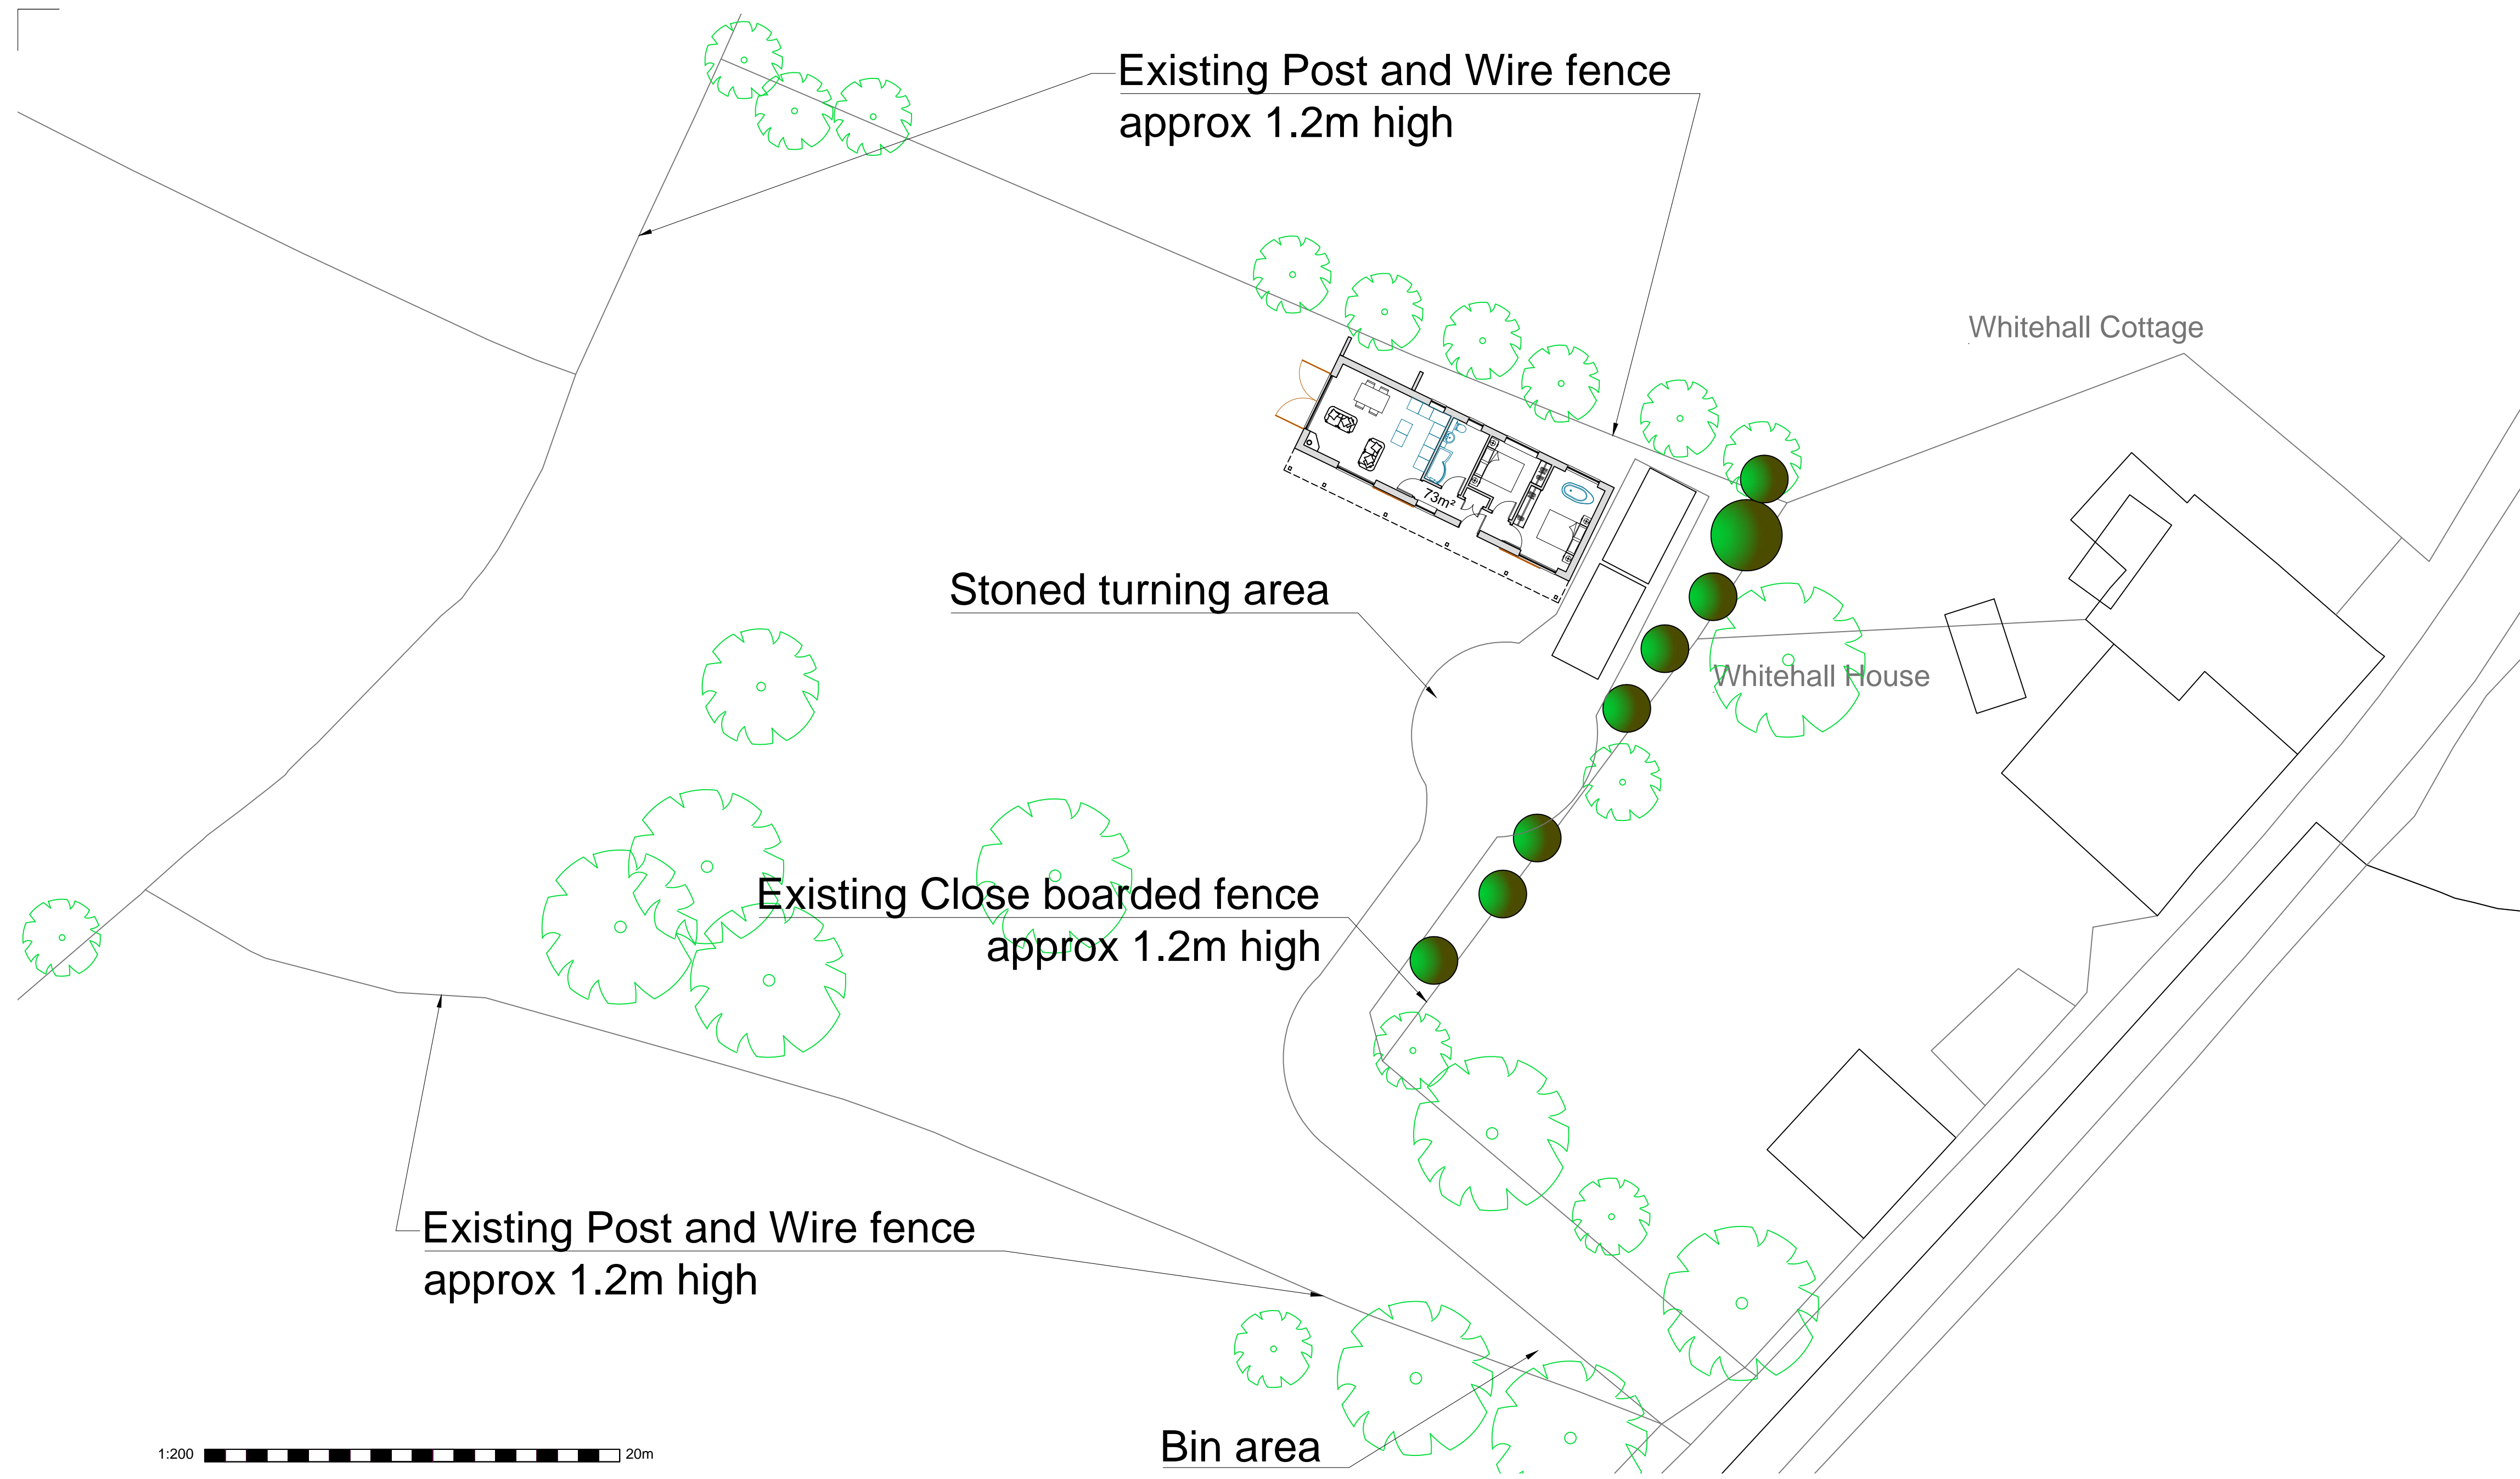 Existing Post and Wire fence
approx 1.2m high
Whitehall Cottage
73m²
Stoned turning area
Whitehall House
Existing Close boarded fence
approx 1.2m high
Existing Post and Wire fence
approx 1.2m high
Bin area
1:200
20m